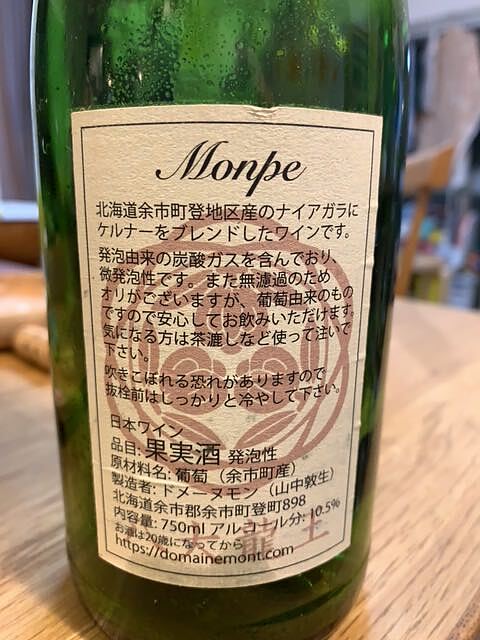 Monpe
北海道余市町登地区産のナイアガラに
ケルナーをブレンドしたワインです。
発泡由来の炭酸ガスを含んでおり、
微発泡性です。また無濾過のため
オリがございますが、葡萄由来のもの
ですので安心してお飲みいただけます。
気になる方は茶漉しなど使って注いで
下さい。
吹きこぼれる恐れがありますので
抜栓前はしっかりと冷やして下さい。
日本ワイン
品目: 果実酒 発泡性
原材料名: 葡萄（余市町産）
製造者: ドメーヌモン（山中敦生）
北海道余市郡余市町登町898
内容量: 750ml アルコール分: 10.5%
お酒は20歳になってから
https://domainemont.com